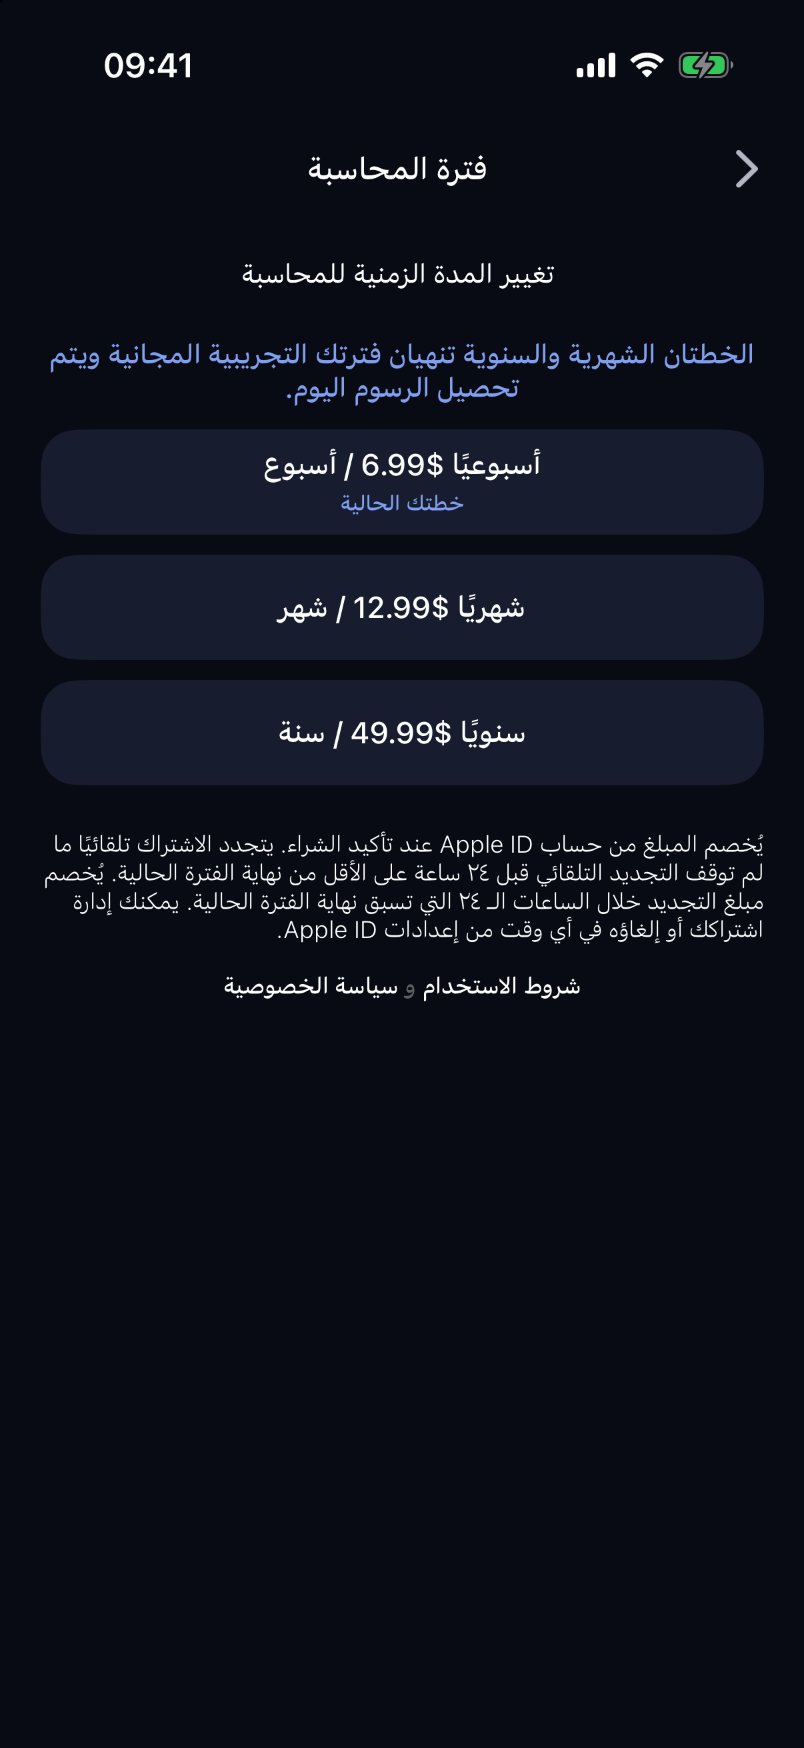 09:41
فترة المحاسبة
تغيير المدة الزمنية للمحاسبة
الخطتان الشهرية والسنوية تنهيان فترتك التجريبية المجانية ويتم
تحصيل الرسوم اليوم.
أسبوعيًا $6.99 / أسبوع
خطتك الحالية
شهريًا $12.99 / شهر
سنويًا $49.99 / سنة
يُخصم المبلغ من حساب Apple ID عند تأكيد الشراء. يتجدد الاشتراك تلقائيًا ما
لم توقف التجديد التلقائي قبل ٢٤ ساعة على الأقل من نهاية الفترة الحالية. يُخصم
مبلغ التجديد خلال الساعات الـ ٢٤ التي تسبق نهاية الفترة الحالية. يمكنك إدارة
اشتراكك أو إلغاؤه في أي وقت من إعدادات Apple ID.
شروط الاستخدام و سياسة الخصوصية